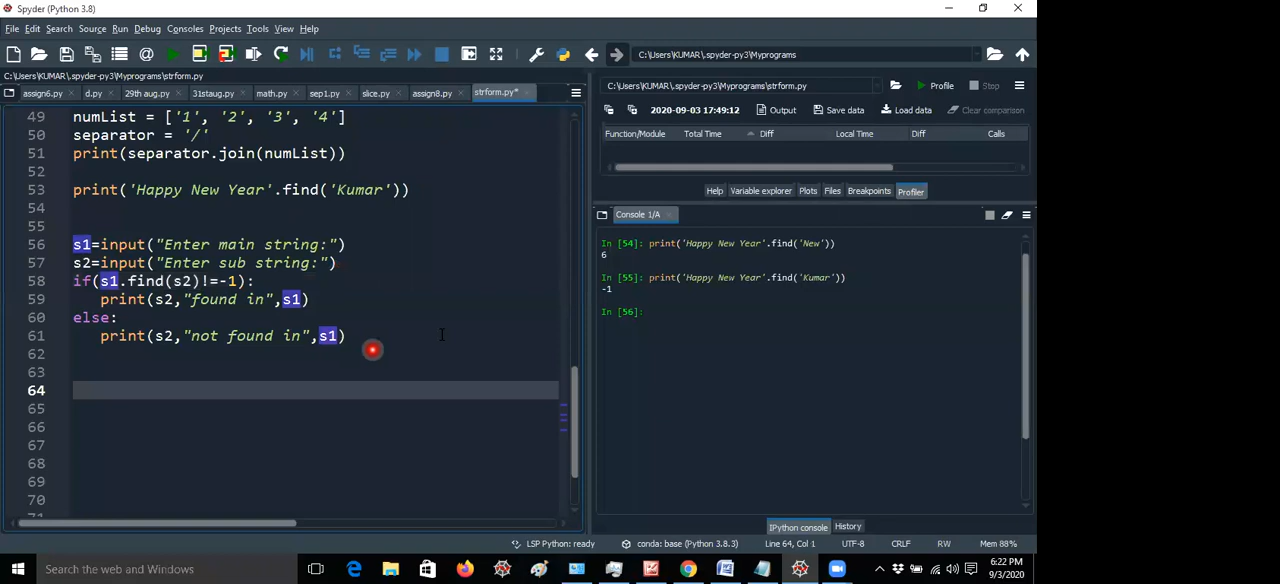 Spyder (Python 3.8)
File Edit Search Source Run Debug Consoles Projects Tools View Help
C:\Users\KUMAR\.spyder-py3\Myprograms
C:\Users\KUMAR\.spyder-py3\Myprograms\strform.py
assign6.py d.py 29th aug.py 31staug.py math.py sep1.py slice.py assign8.py strform.py*
49 numList = ['1', '2', '3', '4']
50 separator = '/'
51 print(separator.join(numList))
52
53 print('Happy New Year'.find('Kumar'))
54
55
56 s1=input("Enter main string:")
57 s2=input("Enter sub string:")
58 if(s1.find(s2)!=-1):
59 print(s2,"found in",s1)
60 else:
61 print(s2,"not found in",s1)
62
63
64
65
66
67
68
69
70
71
C:\Users\KUMAR\.spyder-py3\Myprograms\strform.py Profile Stop
2020-09-03 17:49:12 Output Save data Load data Clear comparison
Function/Module Total Time Diff Local Time Diff Calls
Help Variable explorer Plots Files Breakpoints Profiler
Console 1/A
In [54]: print('Happy New Year'.find('New'))
6
In [55]: print('Happy New Year'.find('Kumar'))
-1
In [56]:
IPython console History
LSP Python: ready conda: base (Python 3.8.3) Line 64, Col 1 UTF-8 CRLF RW Mem 88%
Search the web and Windows
6:22 PM
9/3/2020